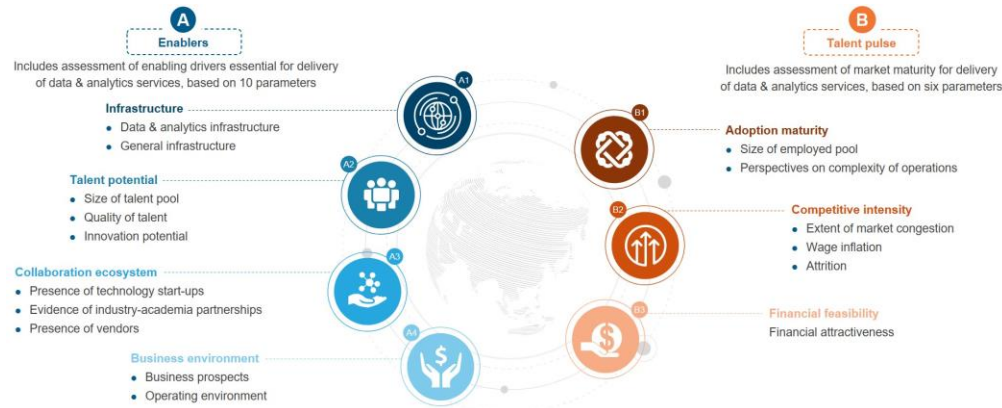 A
Enablers
Includes assessment of enabling drivers essential for delivery
of data & analytics services, based on 10 parameters
A1
Infrastructure
• Data & analytics infrastructure
• General infrastructure
A2
Talent potential
• Size of talent pool
• Quality of talent
• Innovation potential
A3
Collaboration ecosystem
• Presence of technology start-ups
• Evidence of industry-academia partnerships
• Presence of vendors
A4
Business environment
• Business prospects
• Operating environment
B
Talent pulse
Includes assessment of market maturity for delivery
of data & analytics services, based on six parameters
B1
Adoption maturity
• Size of employed pool
• Perspectives on complexity of operations
B2
Competitive intensity
• Extent of market congestion
• Wage inflation
• Attrition
B3
Financial feasibility
Financial attractiveness
$
$